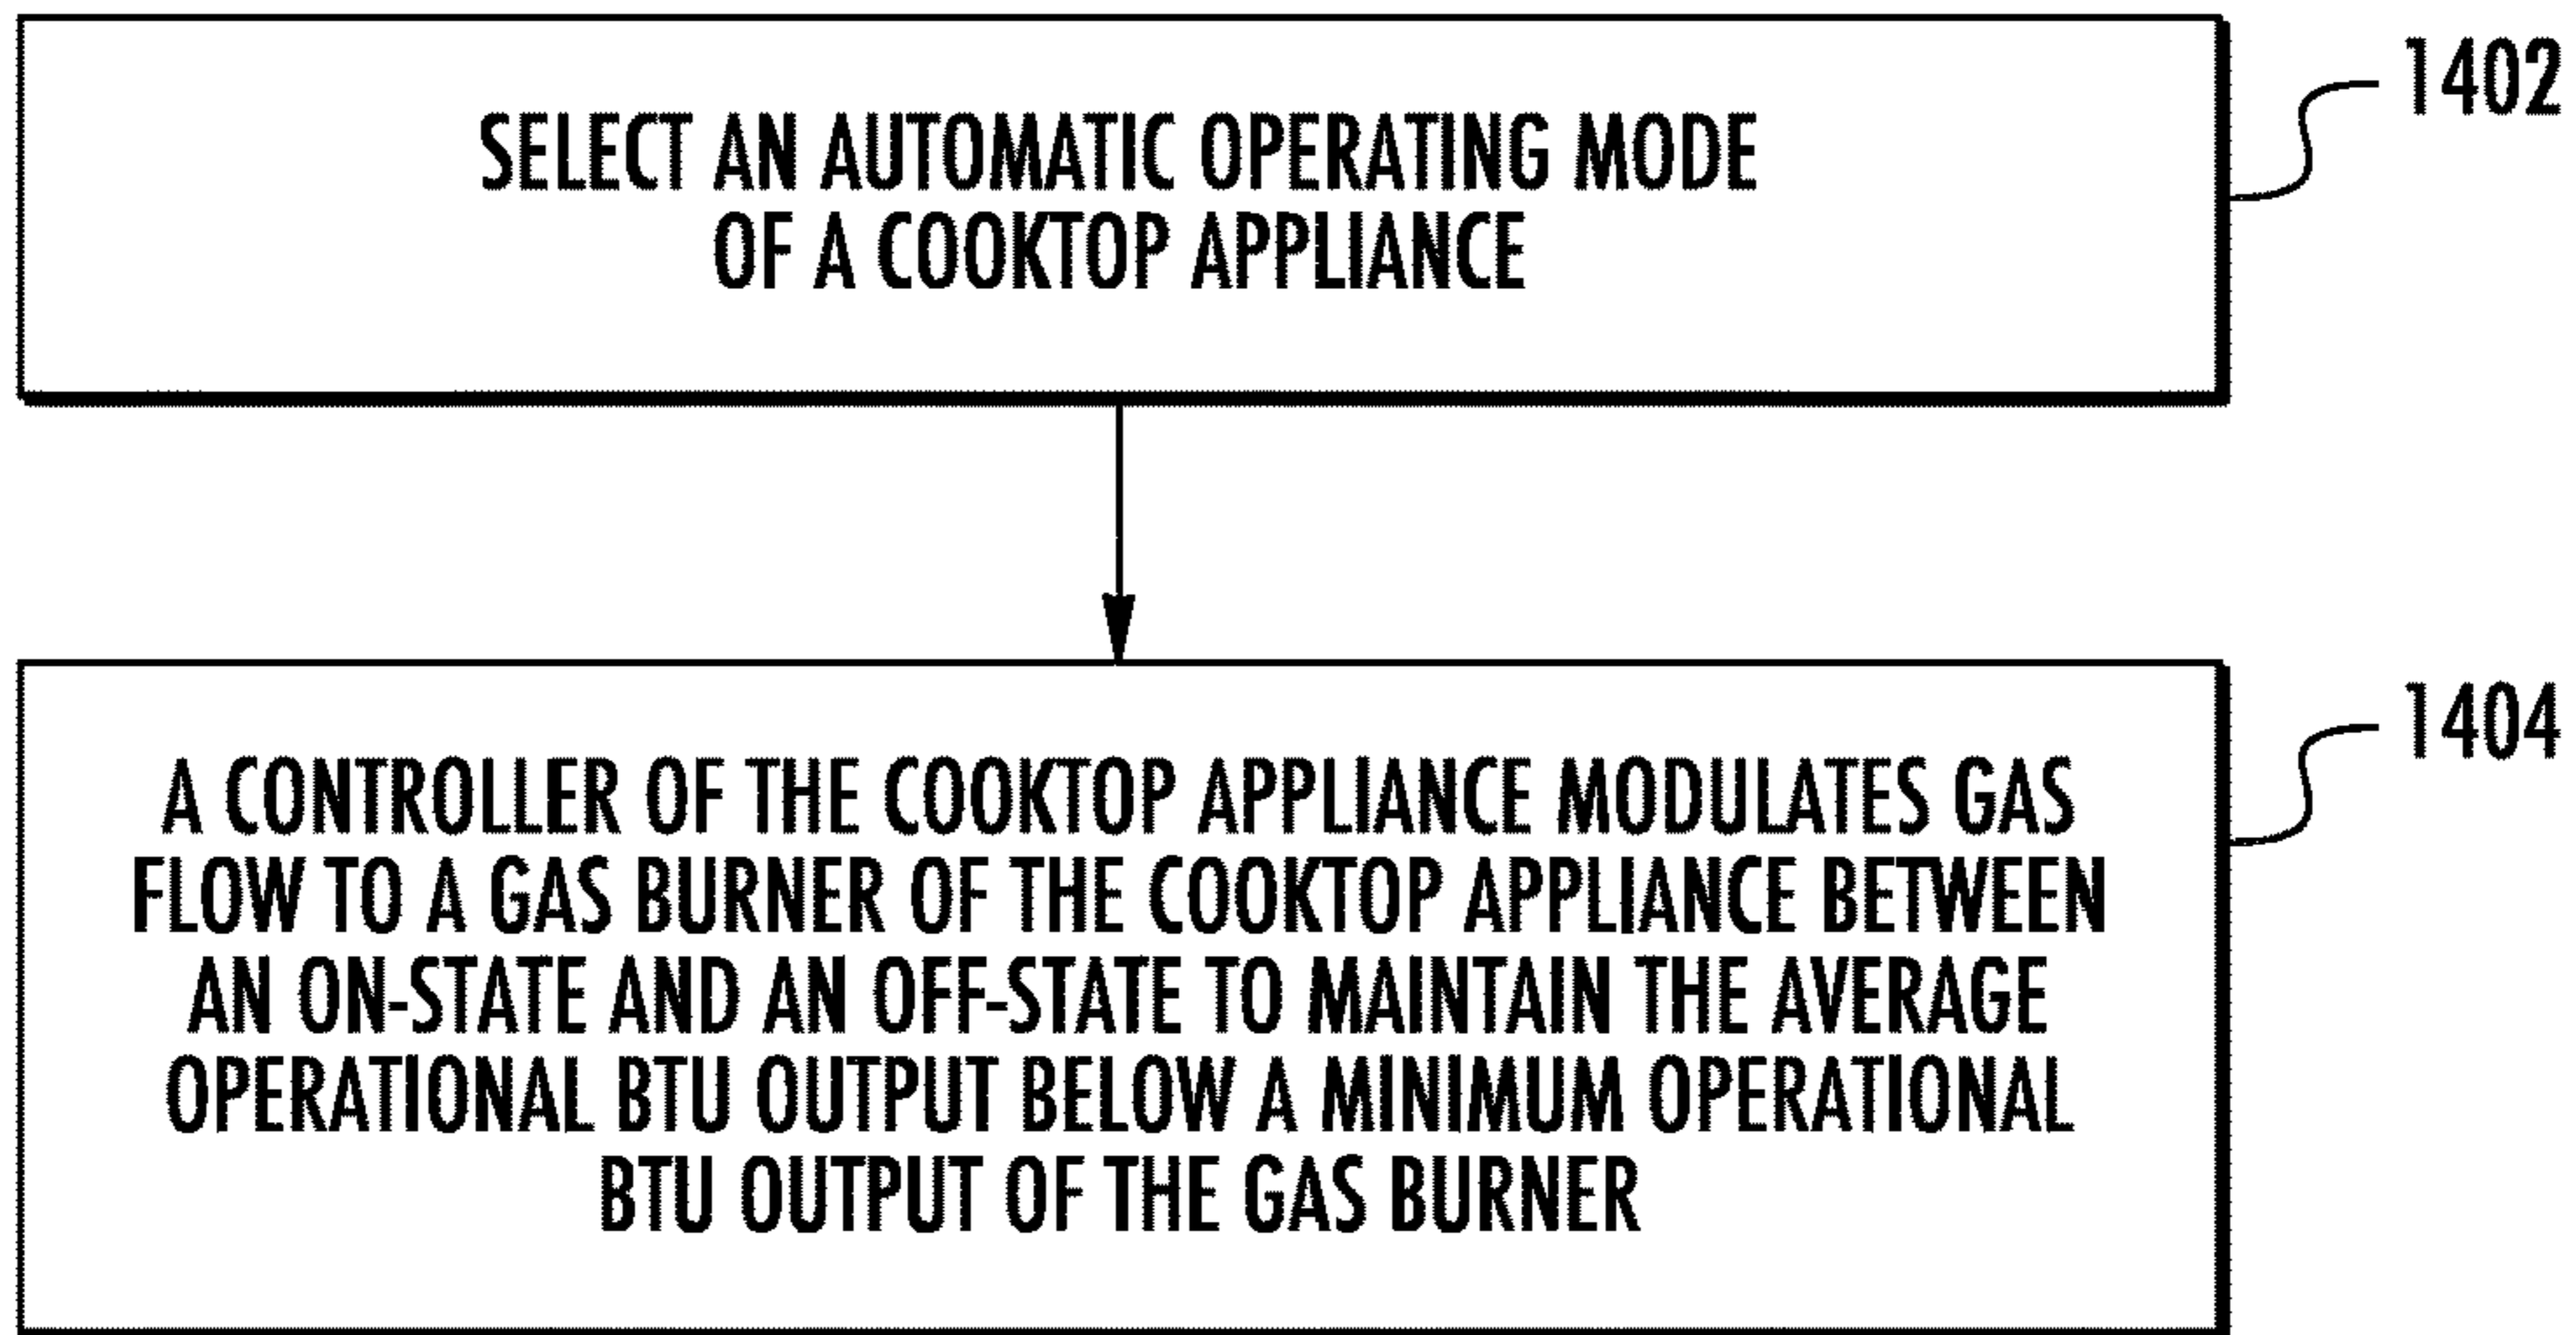 SELECT AN AUTOMATIC OPERATING MODE
OF A COOKTOP APPLIANCE
1402
A CONTROLLER OF THE COOKTOP APPLIANCE MODULATES GAS
FLOW TO A GAS BURNER OF THE COOKTOP APPLIANCE BETWEEN
AN ON-STATE AND AN OFF-STATE TO MAINTAIN THE AVERAGE
OPERATIONAL BTU OUTPUT BELOW A MINIMUM OPERATIONAL
BTU OUTPUT OF THE GAS BURNER
1404